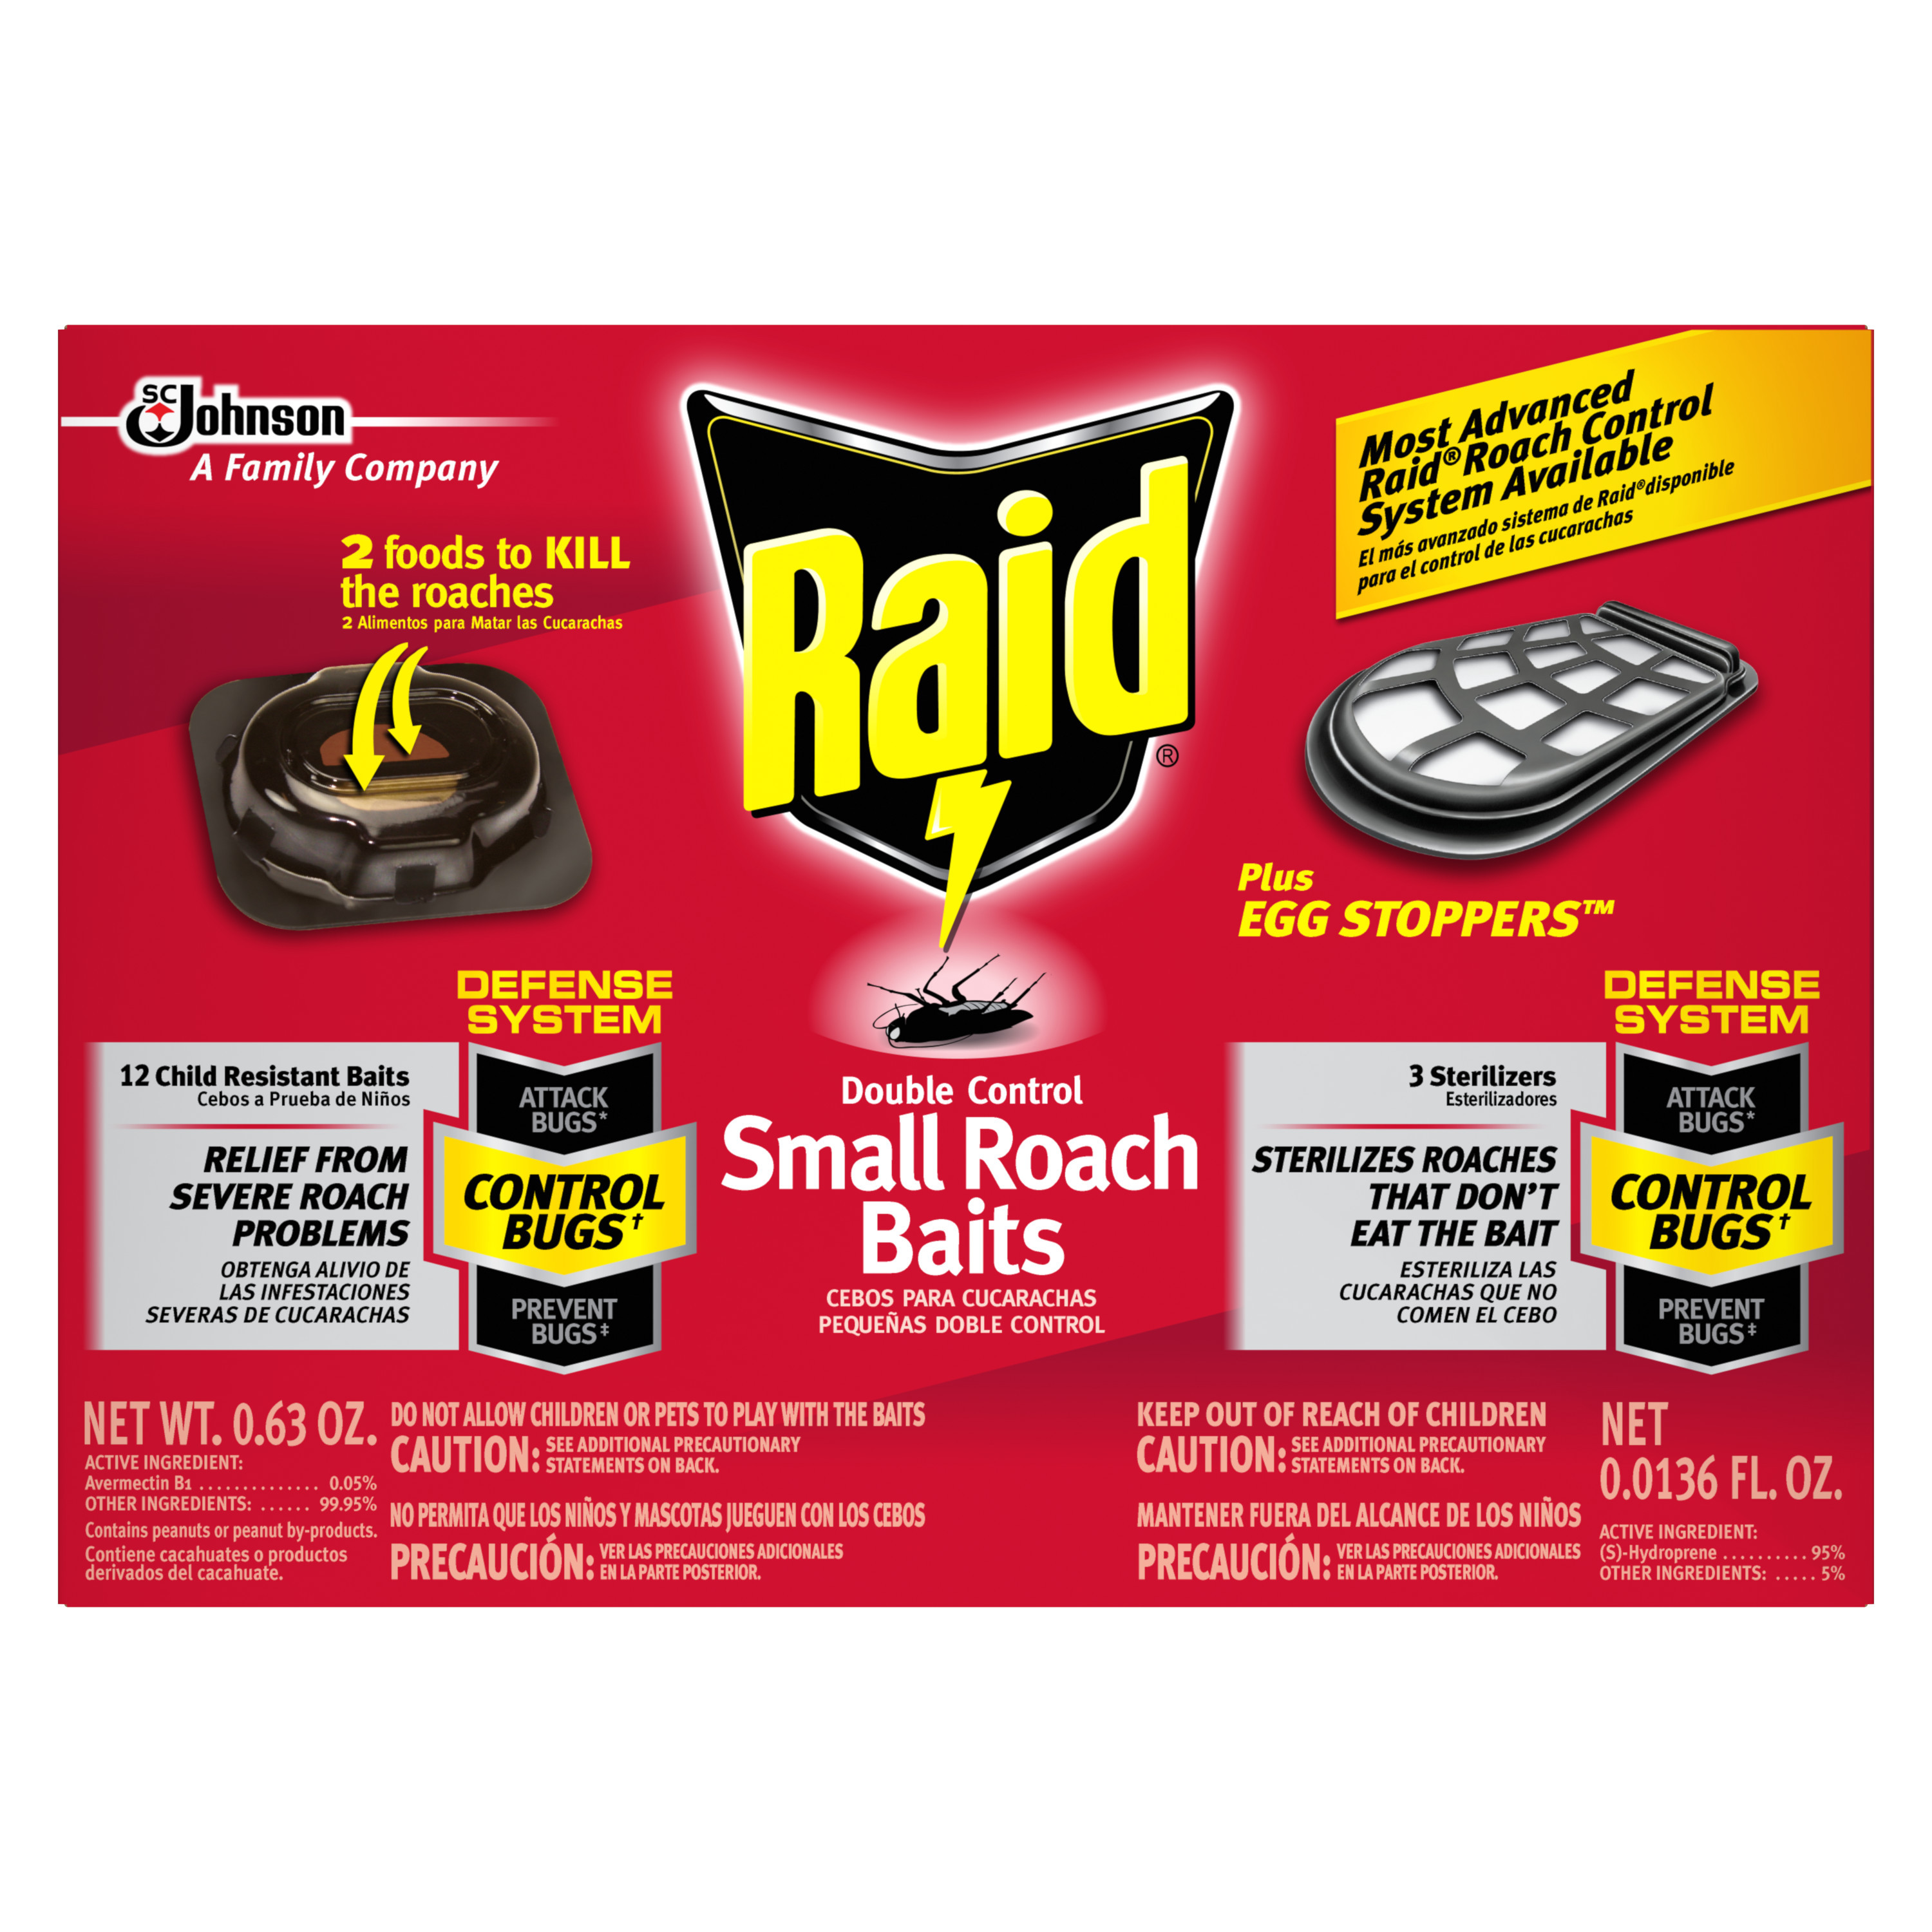 SC Johnson
A Family Company
2 foods to KILL
the roaches
2 Alimentos para Matar las Cucarachas
Raid®
Most Advanced
Raid® Roach Control
System Available
El más avanzado sistema de Raid® disponible
para el control de las cucarachas
Plus
EGG STOPPERS™
DEFENSE
SYSTEM
12 Child Resistant Baits
Cebos a Prueba de Niños
RELIEF FROM
SEVERE ROACH
PROBLEMS
OBTENGA ALIVIO DE
LAS INFESTACIONES
SEVERAS DE CUCARACHAS
ATTACK
BUGS*
CONTROL
BUGS†
PREVENT
BUGS‡
Double Control
Small Roach
Baits
CEBOS PARA CUCARACHAS
PEQUEÑAS DOBLE CONTROL
DEFENSE
SYSTEM
3 Sterilizers
Esterilizadores
STERILIZES ROACHES
THAT DON'T
EAT THE BAIT
ESTERILIZA LAS
CUCARACHAS QUE NO
COMEN EL CEBO
ATTACK
BUGS*
CONTROL
BUGS†
PREVENT
BUGS‡
NET WT. 0.63 OZ.
ACTIVE INGREDIENT:
Avermectin B1 .............. 0.05%
OTHER INGREDIENTS: ...... 99.95%
Contains peanuts or peanut by-products.
Contiene cacahuates o productos
derivados del cacahuate.
DO NOT ALLOW CHILDREN OR PETS TO PLAY WITH THE BAITS
CAUTION: SEE ADDITIONAL PRECAUTIONARY
STATEMENTS ON BACK.
NO PERMITA QUE LOS NIÑOS Y MASCOTAS JUEGUEN CON LOS CEBOS
PRECAUCIÓN: VER LAS PRECAUCIONES ADICIONALES
EN LA PARTE POSTERIOR.
KEEP OUT OF REACH OF CHILDREN
CAUTION: SEE ADDITIONAL PRECAUTIONARY
STATEMENTS ON BACK.
MANTENER FUERA DEL ALCANCE DE LOS NIÑOS
PRECAUCIÓN: VER LAS PRECAUCIONES ADICIONALES
EN LA PARTE POSTERIOR.
NET
0.0136 FL. OZ.
ACTIVE INGREDIENT:
(S)-Hydroprene .......... 95%
OTHER INGREDIENTS: ..... 5%